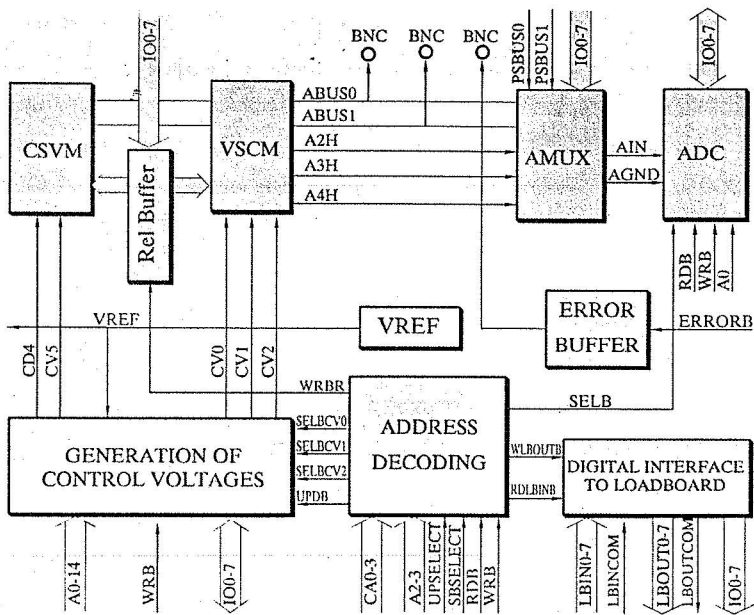 IO0-7
BNC
BNC
BNC
PSBUS0
PSBUS1
IO0-7
IO0-7
CSVM
Rel Buffer
VSCM
ABUS0
ABUS1
A2H
A3H
A4H
AMUX
AIN
AGND
ADC
RDB
WRB
A0
VREF
VREF
ERROR
BUFFER
ERRORB
CD4
CV5
CV0
CV1
CV2
WRBR
SELB
GENERATION OF
CONTROL VOLTAGES
SELBCV0
SELBCV1
SELBCV2
UPDB
ADDRESS
DECODING
WLBOUTB
RDLBINB
DIGITAL INTERFACE
TO LOADBOARD
A0-14
WRB
IO0-7
CA0-3
A2-3
UPSELECT
SBSELECT
RDB
WRB
LBIN0-7
LBINCOM
LBOUT0-7
LBOUTCOM
IO0-7